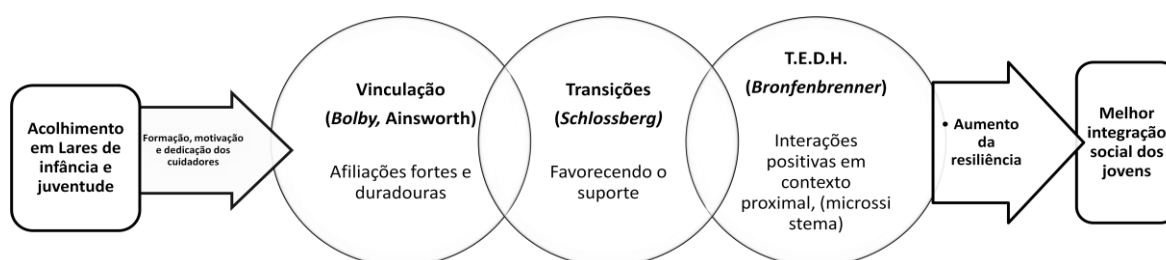 Acolhimento
em Lares de
infância e
juventude
Formação, motivação
e dedicação dos
cuidadores
Vinculação
(Bolby, Ainsworth)
Afiliações fortes e
duradouras
Transições
(Schlossberg)
Favorecendo o
suporte
T.E.D.H.
(Bronfenbrenner)
Interações
positivas em
contexto
proximal, (microssi
stema)
• Aumento
da
resiliência
Melhor
integração
social dos
jovens